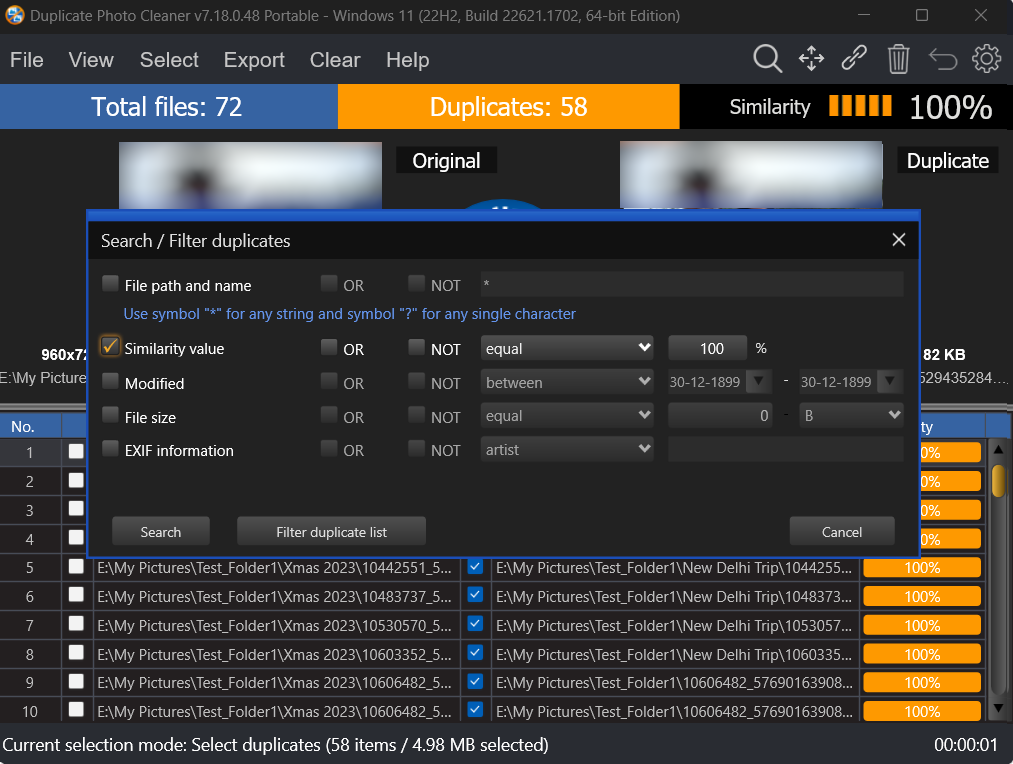 Duplicate Photo Cleaner v7.18.0.48 Portable - Windows 11 (22H2, Build 22621.1702, 64-bit Edition)
File View Select Export Clear Help
Total files: 72 Duplicates: 58 Similarity 100%
Original Duplicate
Search / Filter duplicates
File path and name OR NOT *
Use symbol "*" for any string and symbol "?" for any single character
960x72 Similarity value OR NOT equal 100 % 82 KB
E:\My Picture Modified OR NOT between 30-12-1899 - 30-12-1899 529435284...
File size OR NOT equal 0 - B
No. ty
1 EXIF information OR NOT artist 0%
2 0%
3 0%
4 Search Filter duplicate list Cancel 0%
5 E:\My Pictures\Test_Folder1\Xmas 2023\10442551_5... E:\My Pictures\Test_Folder1\New Delhi Trip\104425​5... 100%
6 E:\My Pictures\Test_Folder1\Xmas 2023\10483737_5... E:\My Pictures\Test_Folder1\New Delhi Trip\1048373... 100%
7 E:\My Pictures\Test_Folder1\Xmas 2023\10530570_5... E:\My Pictures\Test_Folder1\New Delhi Trip\1053057... 100%
8 E:\My Pictures\Test_Folder1\Xmas 2023\10603352_5... E:\My Pictures\Test_Folder1\New Delhi Trip\1060335... 100%
9 E:\My Pictures\Test_Folder1\Xmas 2023\10606482_5... E:\My Pictures\Test_Folder1\10606482_57690163908... 100%
10 E:\My Pictures\Test_Folder1\Xmas 2023\10606482_5... E:\My Pictures\Test_Folder1\10606482_57690163908... 100%
Current selection mode: Select duplicates (58 items / 4.98 MB selected) 00:00:01